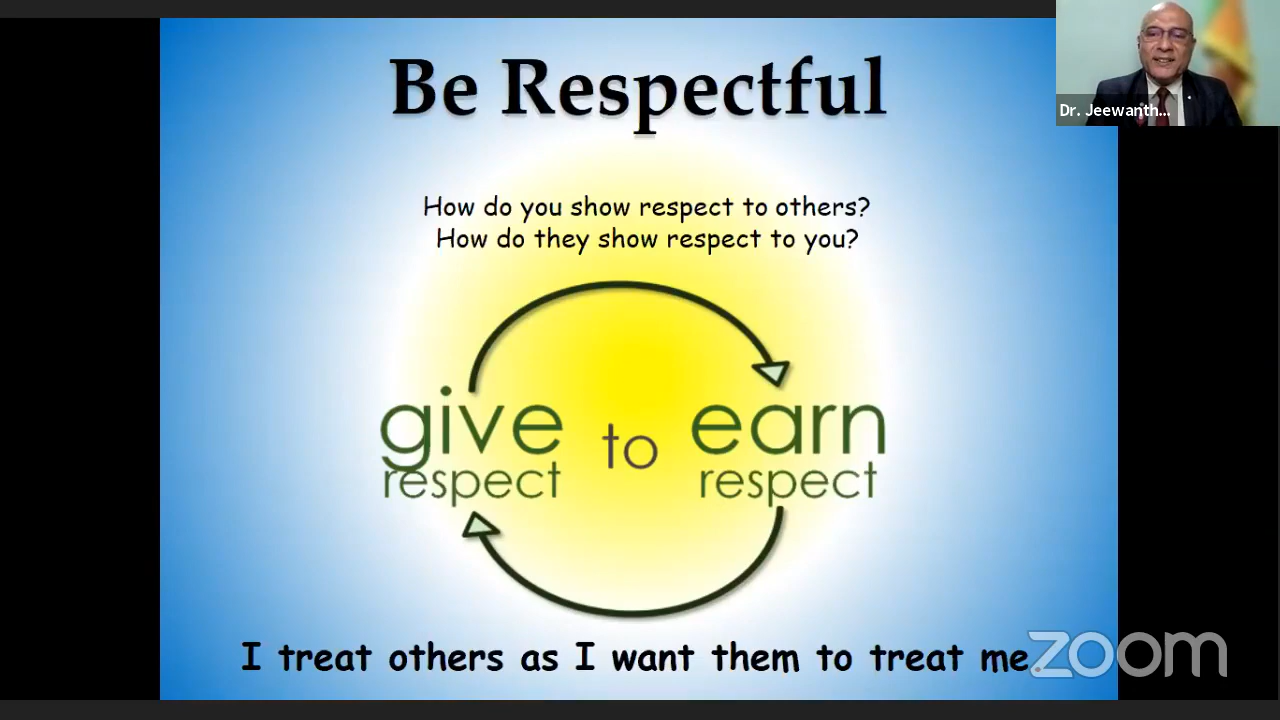 Be Respectful
Dr. Jeewanth...
How do you show respect to others?
How do they show respect to you?
give to earn
respect respect
I treat others as I want them to treat me.
zoom